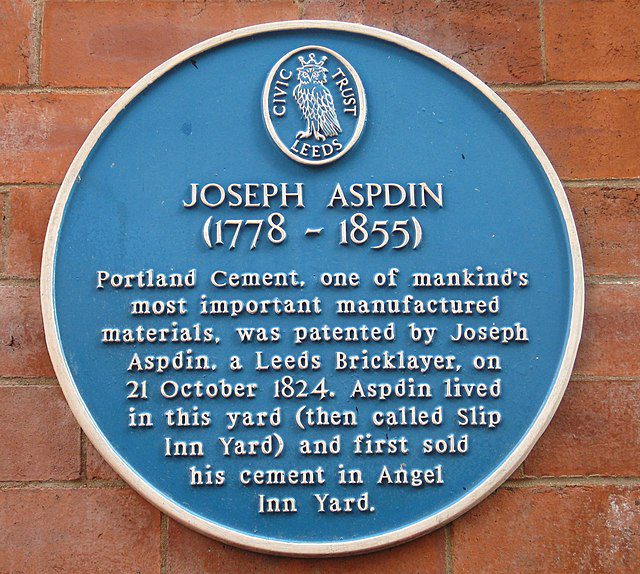 CIVIC TRUST
LEEDS
JOSEPH ASPDIN
(1778 - 1855)
Portland Cement, one of mankind's
most important manufactured
materials, was patented by Joseph
Aspdin, a Leeds Bricklayer, on
21 October 1824. Aspdin lived
in this yard (then called Slip
Inn Yard) and first sold
his cement in Angel
Inn Yard.